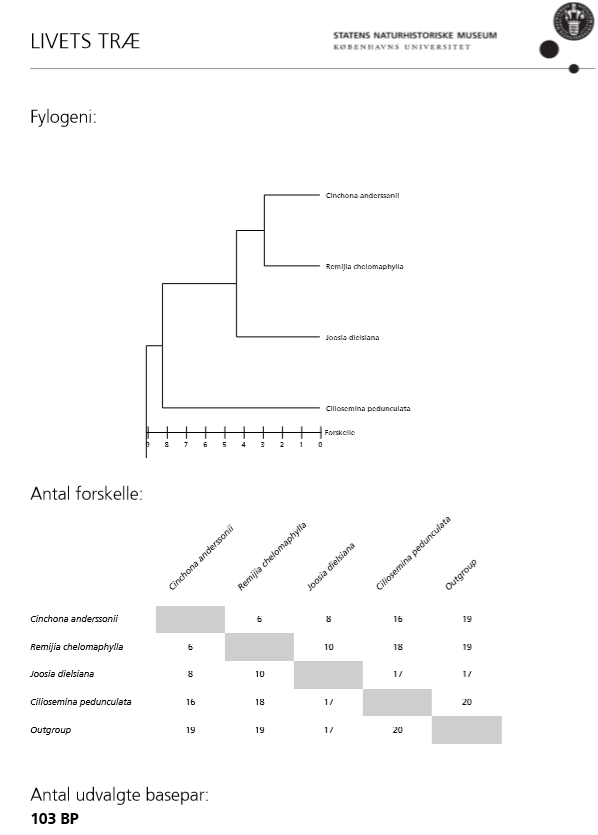 LIVETS TRÆ
STATENS NATURHISTORISKE MUSEUM
KØBENHAVNS UNIVERSITET
Fylogeni:
Cinchona anderssonii
Remijia chelomaphylla
Joosia dielsiana
Ciliosemina pedunculata
9 8 7 6 5 4 3 2 1 0 Forskelle
Antal forskelle:
Cinchona anderssonii Remijia chelomaphylla Joosia dielsiana Ciliosemina pedunculata Outgroup
Cinchona anderssonii 6 8 16 19
Remijia chelomaphylla 6 10 18 19
Joosia dielsiana 8 10 17 17
Ciliosemina pedunculata 16 18 17 20
Outgroup 19 19 17 20
Antal udvalgte basepar:
103 BP